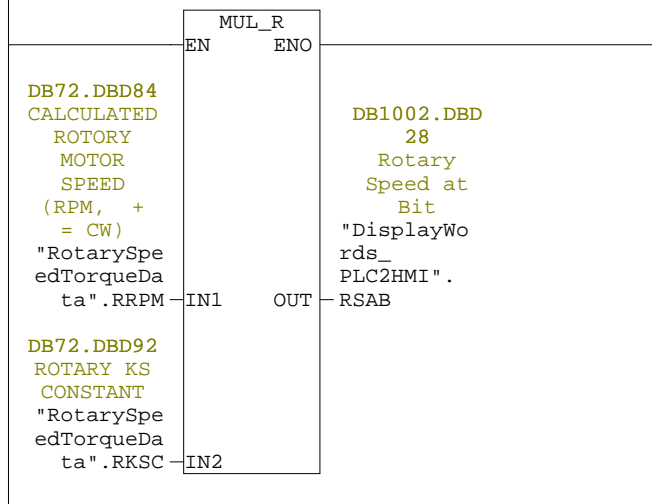 MUL_R
EN ENO
DB72.DBD84
CALCULATED
ROTORY
MOTOR
SPEED
(RPM, +
= CW)
"RotarySpe
edTorqueDa
ta".RRPM
IN1
DB1002.DBD
28
Rotary
Speed at
Bit
"DisplayWo
rds_
PLC2HMI".
OUT RSAB
DB72.DBD92
ROTARY KS
CONSTANT
"RotarySpe
edTorqueDa
ta".RKSC
IN2